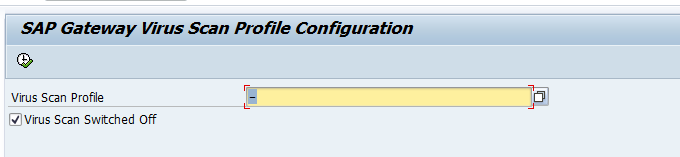 SAP Gateway Virus Scan Profile Configuration
Virus Scan Profile –
Virus Scan Switched Off